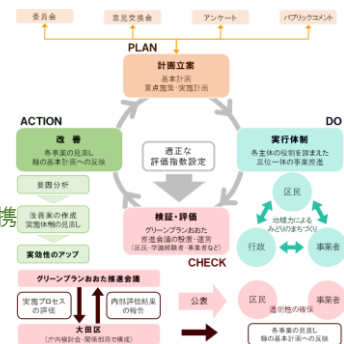 委員会
意見交換会
アンケート
パブリックコメント
PLAN
計画立案
基本計画
重点施策・実施計画
ACTION
DO
改善
各事業の見直し
緑の基本計画への反映
適正な
評価指数設定
実行体制
各主体の役割を踏まえた
三位一体の事業推進
要因分析
携
改善案の作成
実施体制の見直し
検証・評価
グリーンプランおおた
推進会議の設置・運営
(区民・学識経験者・事業者など)
区民
地域力による
みどりのまちづくり
行政
事業者
実効性のアップ
CHECK
グリーンプランおおた推進会議
実施プロセス
の評価
内部評価結果
の報告
公表
区民
事業者
透明性の確保
大田区
(庁内検討会・関係部局で構成)
各事業の見直し
緑の基本計画への反映